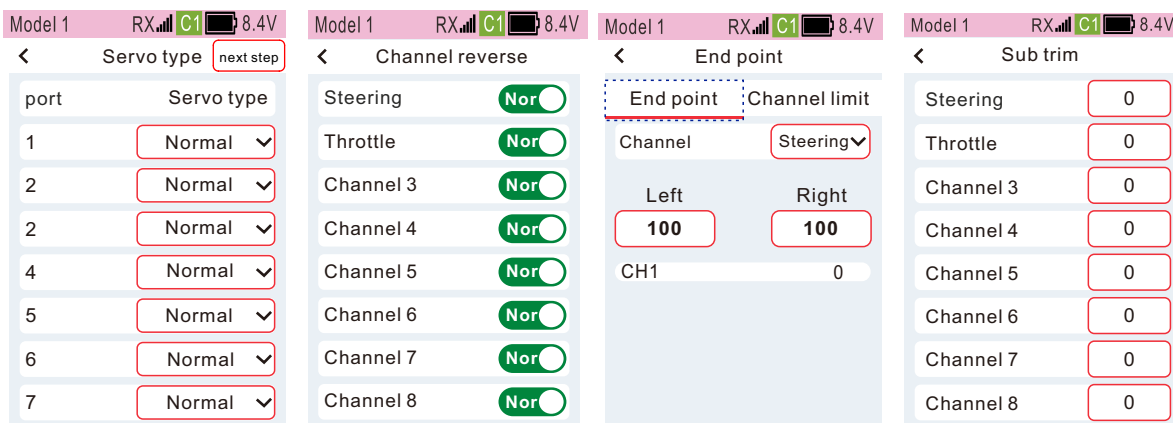 Model 1 RX C1 8.4V
Servo type next step
port Servo type
1 Normal
2 Normal
2 Normal
4 Normal
5 Normal
6 Normal
7 Normal
Model 1 RX C1 8.4V
Channel reverse
Steering Nor
Throttle Nor
Channel 3 Nor
Channel 4 Nor
Channel 5 Nor
Channel 6 Nor
Channel 7 Nor
Channel 8 Nor
Model 1 RX C1 8.4V
End point
End point Channel limit
Channel Steering
Left Right
100 100
CH1 0
Model 1 RX C1 8.4V
Sub trim
Steering 0
Throttle 0
Channel 3 0
Channel 4 0
Channel 5 0
Channel 6 0
Channel 7 0
Channel 8 0